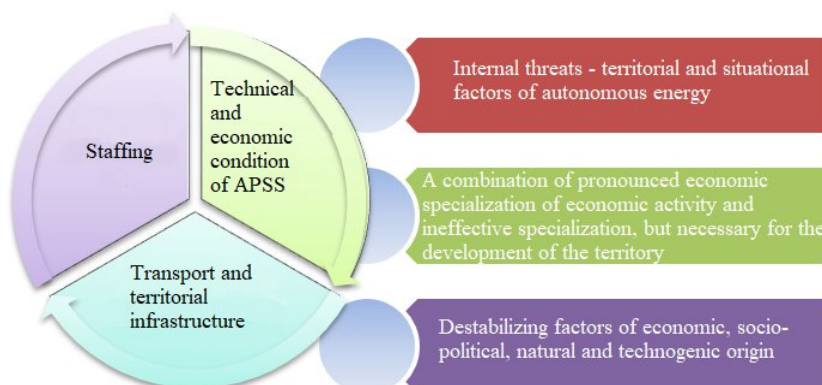 Staffing
Technical
and
economic
condition
of APSS
Transport and
territorial
infrastructure
Internal threats - territorial and situational
factors of autonomous energy
A combination of pronounced economic
specialization of economic activity and
ineffective specialization, but necessary for the
development of the territory
Destabilizing factors of economic, socio-
political, natural and technogenic origin